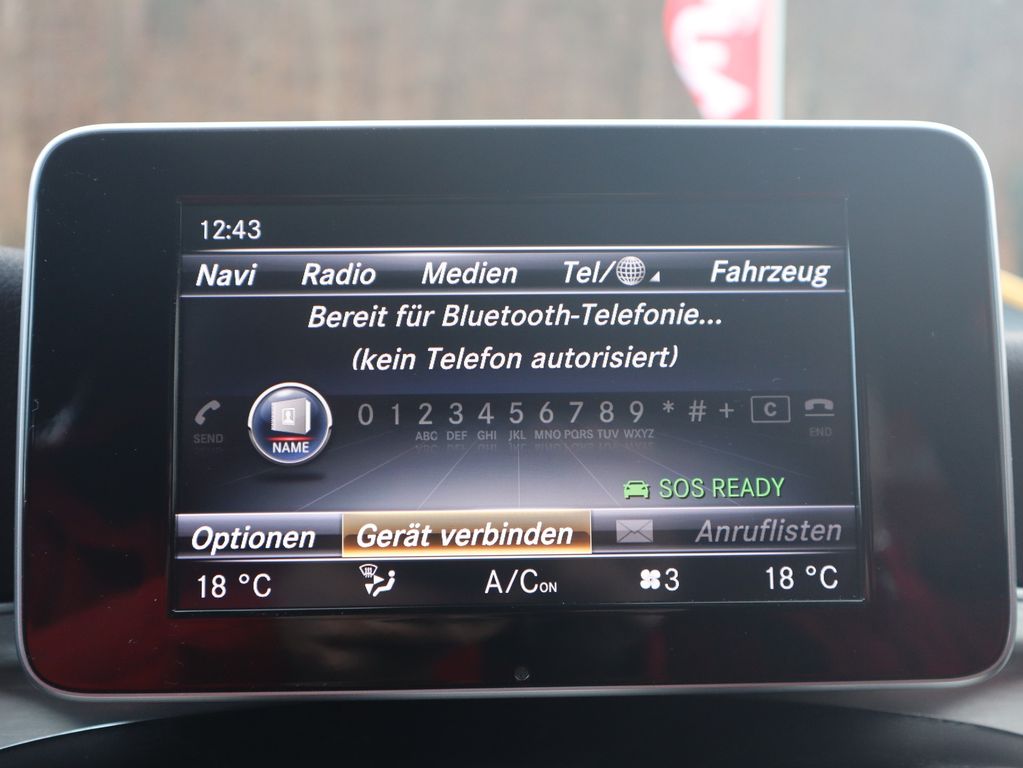 12:43
Navi Radio Medien Tel/ Fahrzeug
Bereit für Bluetooth-Telefonie...
(kein Telefon autorisiert)
SEND NAME 0 1 2 3 4 5 6 7 8 9 * # + C END
ABC DEF GHI JKL MNO PQRS TUV WXYZ
SOS READY
Optionen Gerät verbinden Anruflisten
18 °C A/C ON 3 18 °C